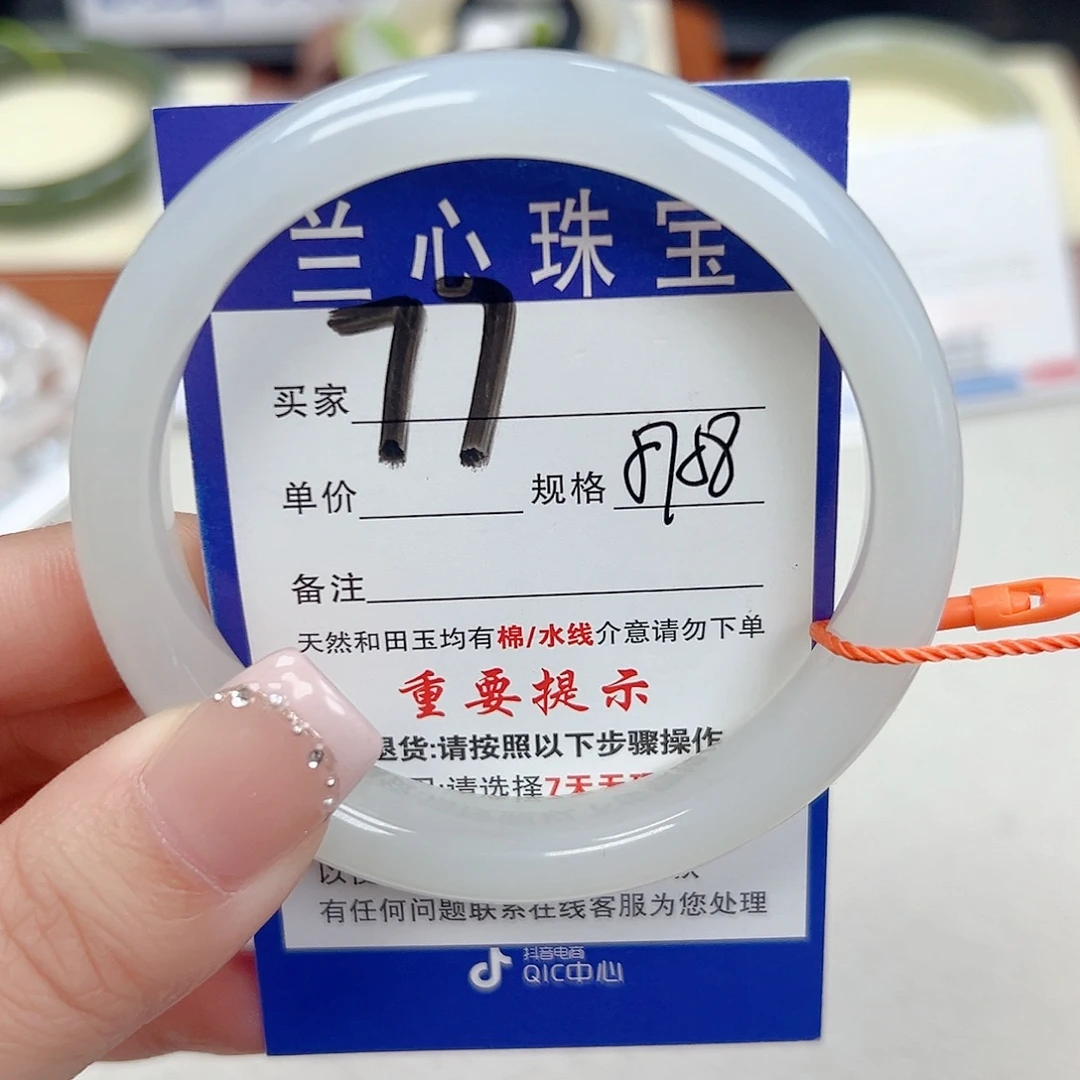 兰心珠宝
77
买家
单价 规格
备注
天然和田玉均有棉/水线介意请勿下单
重要提示
退货:请按照以下步骤操作
:请选择7天无理
以
有任何问题联系在线客服为您处理
抖音电商
QIC中心